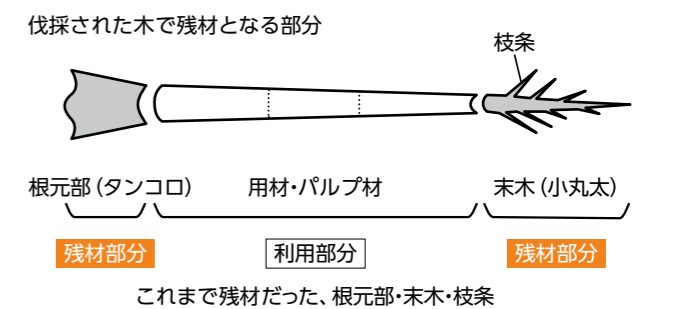 伐採された木で残材となる部分
枝条
根元部(タンコロ)
用材・パルプ材
末木(小丸太)
残材部分
利用部分
残材部分
これまで残材だった、根元部・末木・枝条